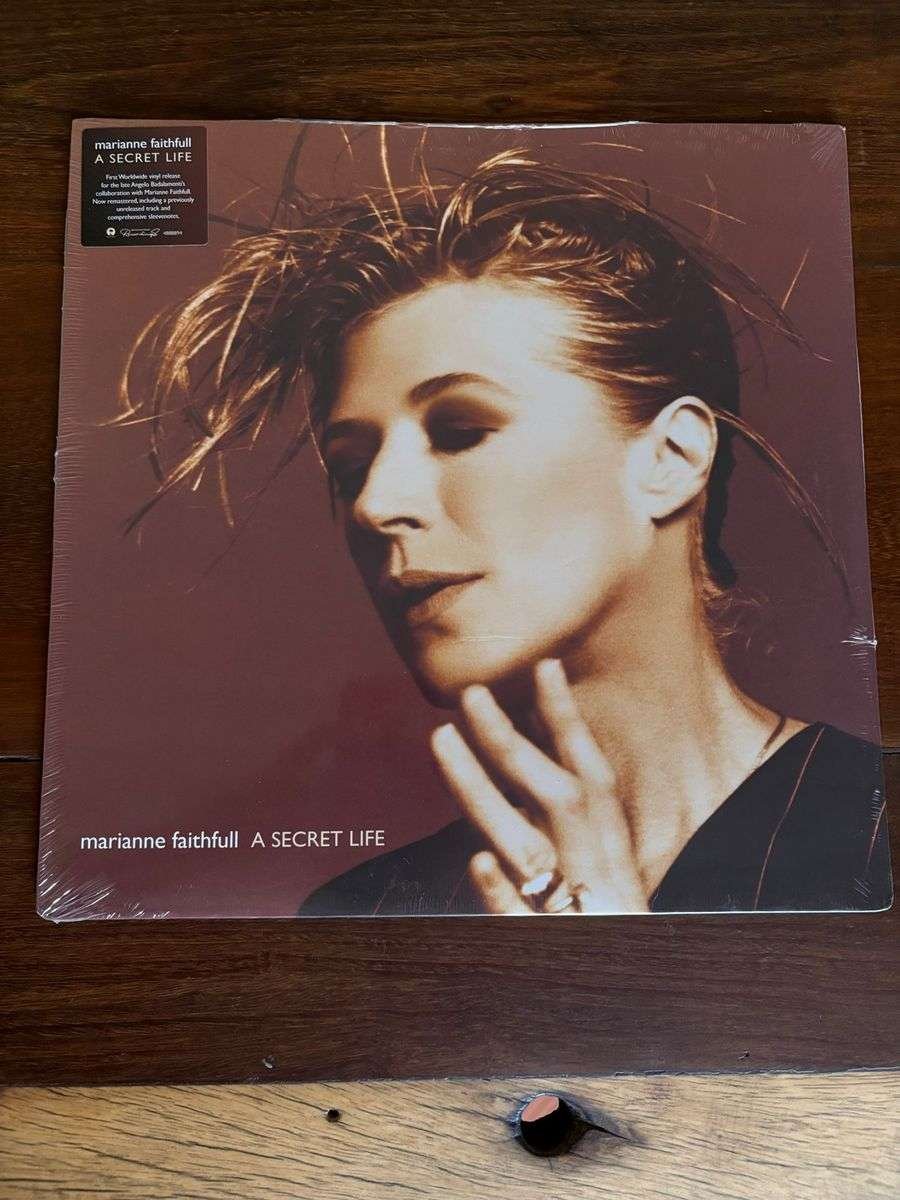 marianne faithfull
A SECRET LIFE
First Worldwide vinyl release
for the late Angelo Badalamenti's
collaboration with Marianne Faithfull.
Now remastered, including a previously
unreleased track and
comprehensive sleevenotes.
marianne faithfull A SECRET LIFE